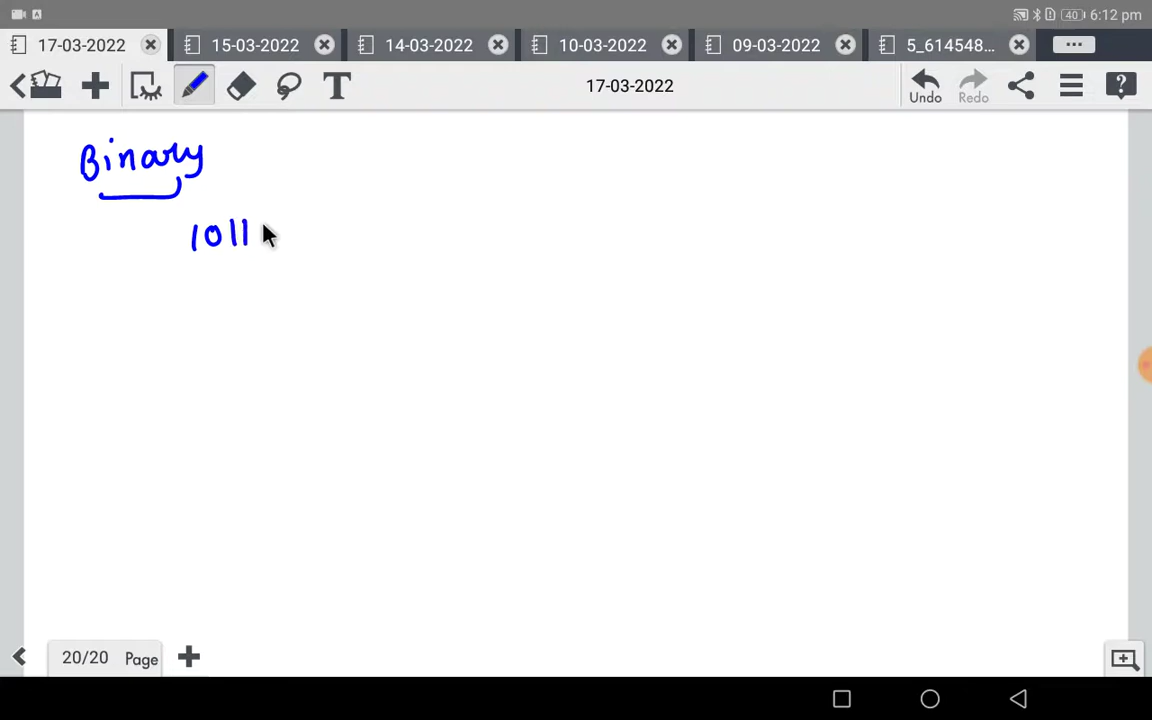 40 6:12 pm
17-03-2022 15-03-2022 14-03-2022 10-03-2022 09-03-2022 5_614548... ...
T 17-03-2022 Undo Redo ?
Binary
1011
20/20 Page